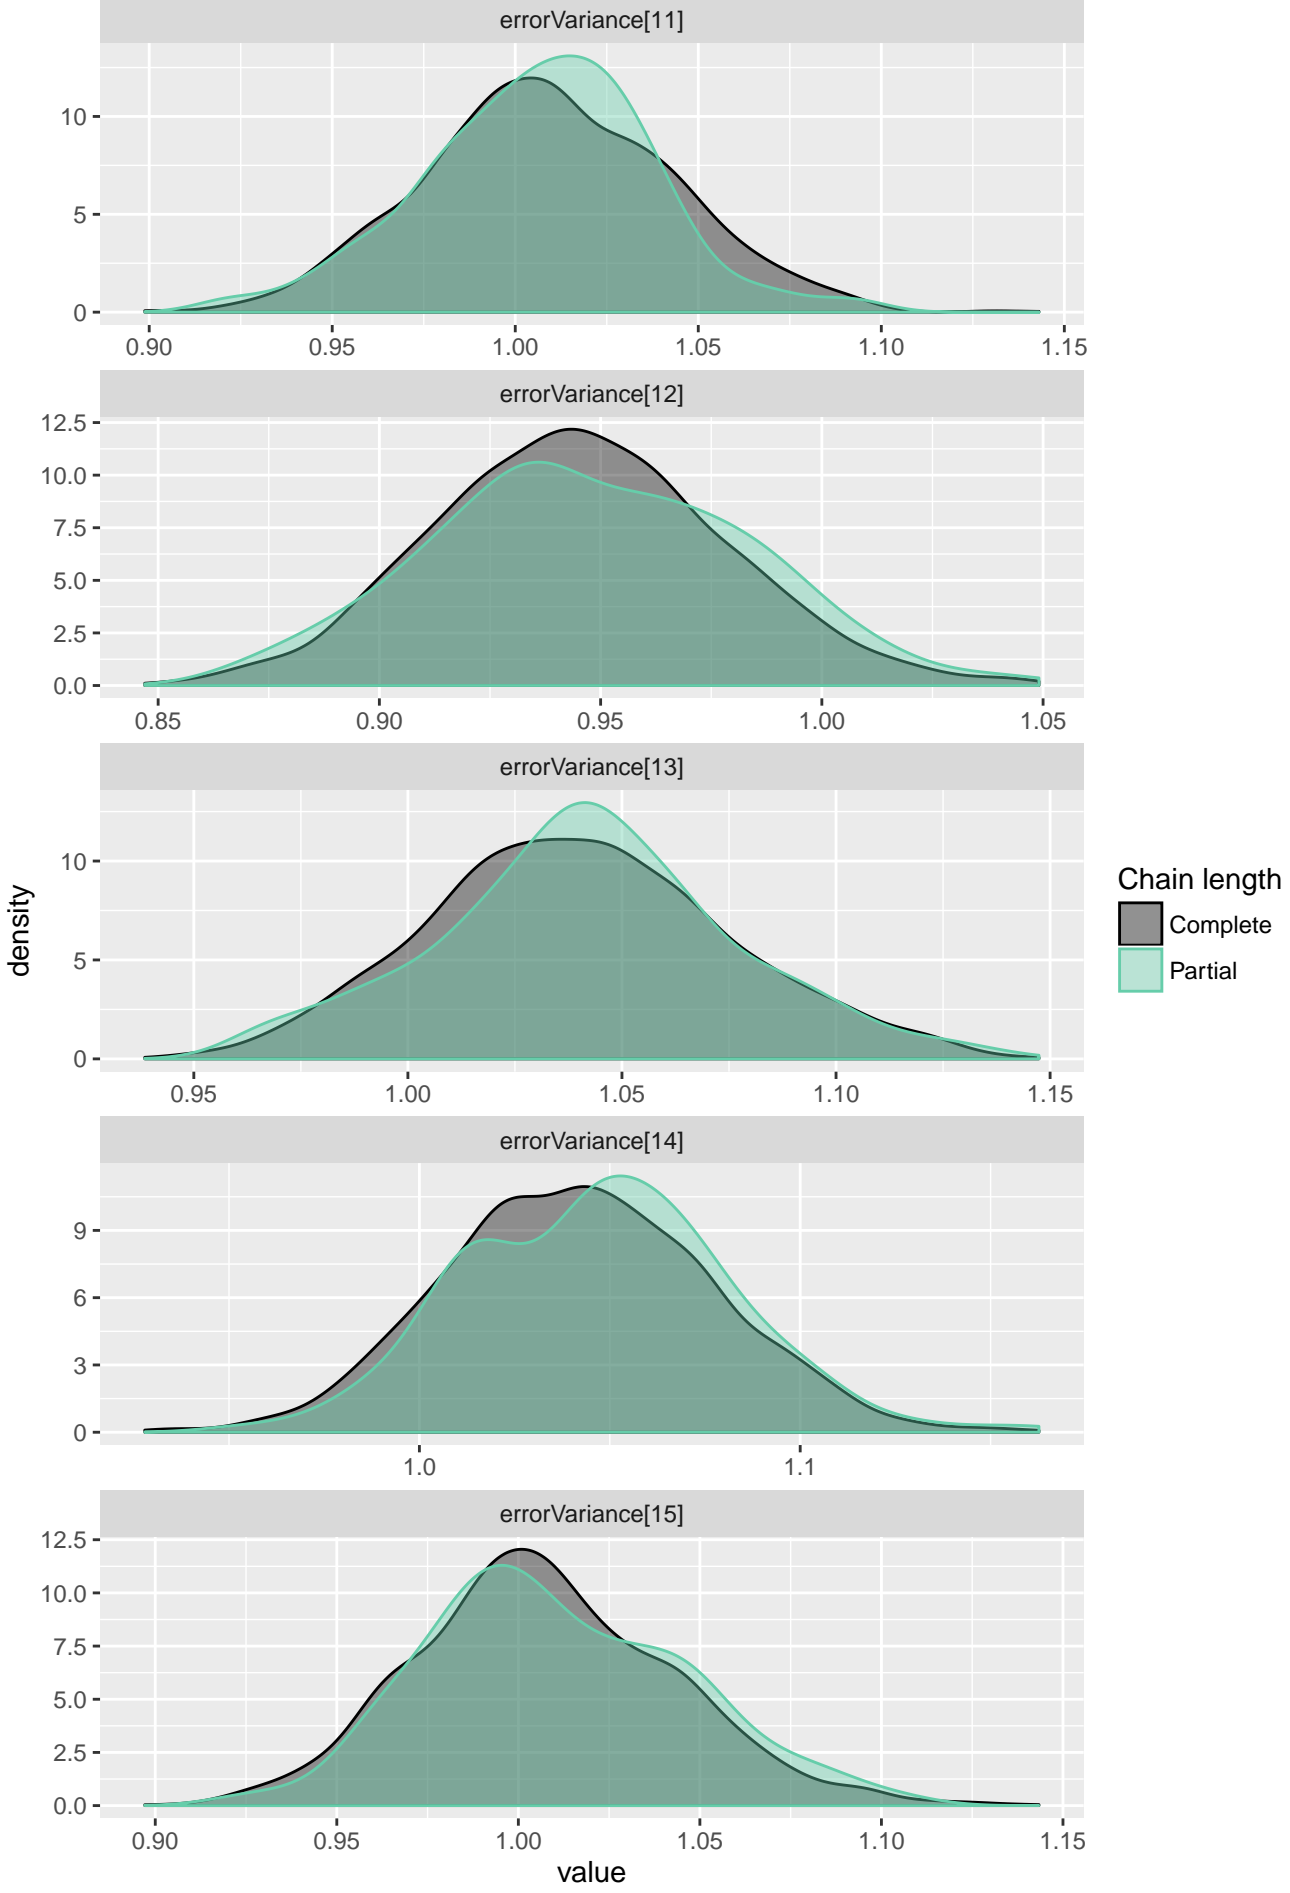 errorVariance[11]
10
5
0
0.90 0.95 1.00 1.05 1.10 1.15
errorVariance[12]
12.5
10.0
7.5
5.0
2.5
0.0
0.85 0.90 0.95 1.00 1.05
errorVariance[13]
10
5
0
0.95 1.00 1.05 1.10 1.15
errorVariance[14]
9
6
3
0
1.0 1.1
errorVariance[15]
12.5
10.0
7.5
5.0
2.5
0.0
0.90 0.95 1.00 1.05 1.10 1.15
value
density
Chain length
Complete
Partial